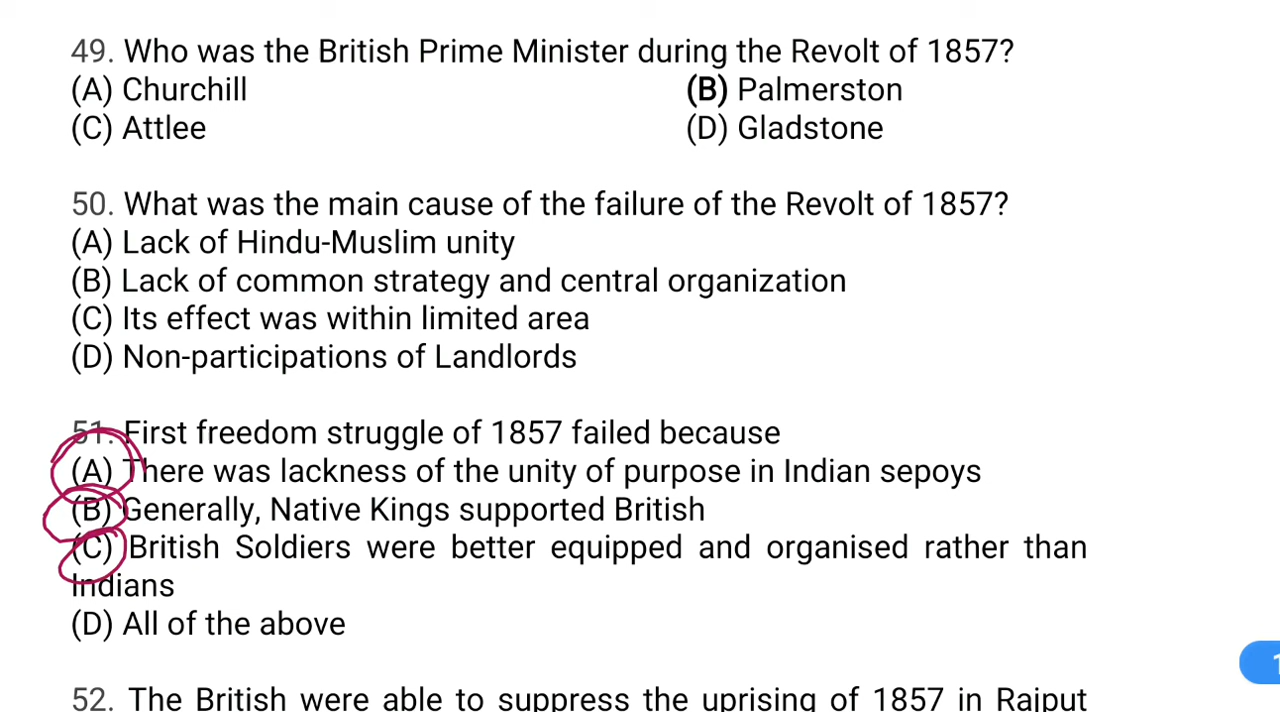 49. Who was the British Prime Minister during the Revolt of 1857?
(A) Churchill (B) Palmerston
(C) Attlee (D) Gladstone
50. What was the main cause of the failure of the Revolt of 1857?
(A) Lack of Hindu-Muslim unity
(B) Lack of common strategy and central organization
(C) Its effect was within limited area
(D) Non-participations of Landlords
51. First freedom struggle of 1857 failed because
(A) There was lackness of the unity of purpose in Indian sepoys
(B) Generally, Native Kings supported British
(C) British Soldiers were better equipped and organised rather than
Indians
(D) All of the above
52. The British were able to suppress the uprising of 1857 in Rajput